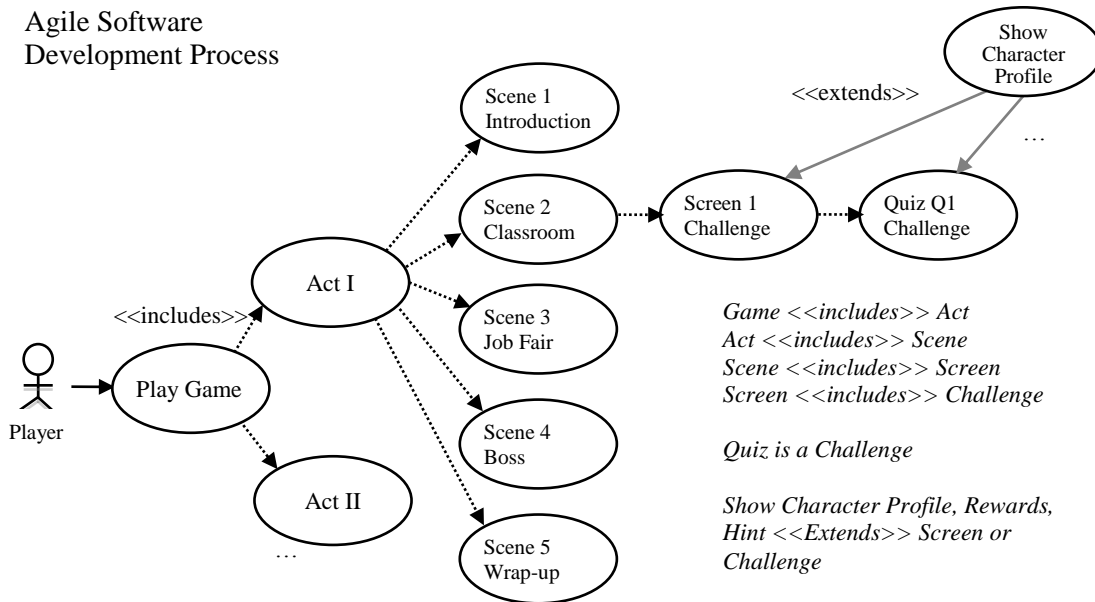 Agile Software
Development Process
Show
Character
Profile
<<extends>>
…
Scene 1
Introduction
Scene 2
Classroom
Screen 1
Challenge
Quiz Q1
Challenge
Act I
<<includes>>
Scene 3
Job Fair
Play Game
Player
Scene 4
Boss
Act II
…
Scene 5
Wrap-up
Game <<includes>> Act
Act <<includes>> Scene
Scene <<includes>> Screen
Screen <<includes>> Challenge
Quiz is a Challenge
Show Character Profile, Rewards,
Hint <<Extends>> Screen or
Challenge